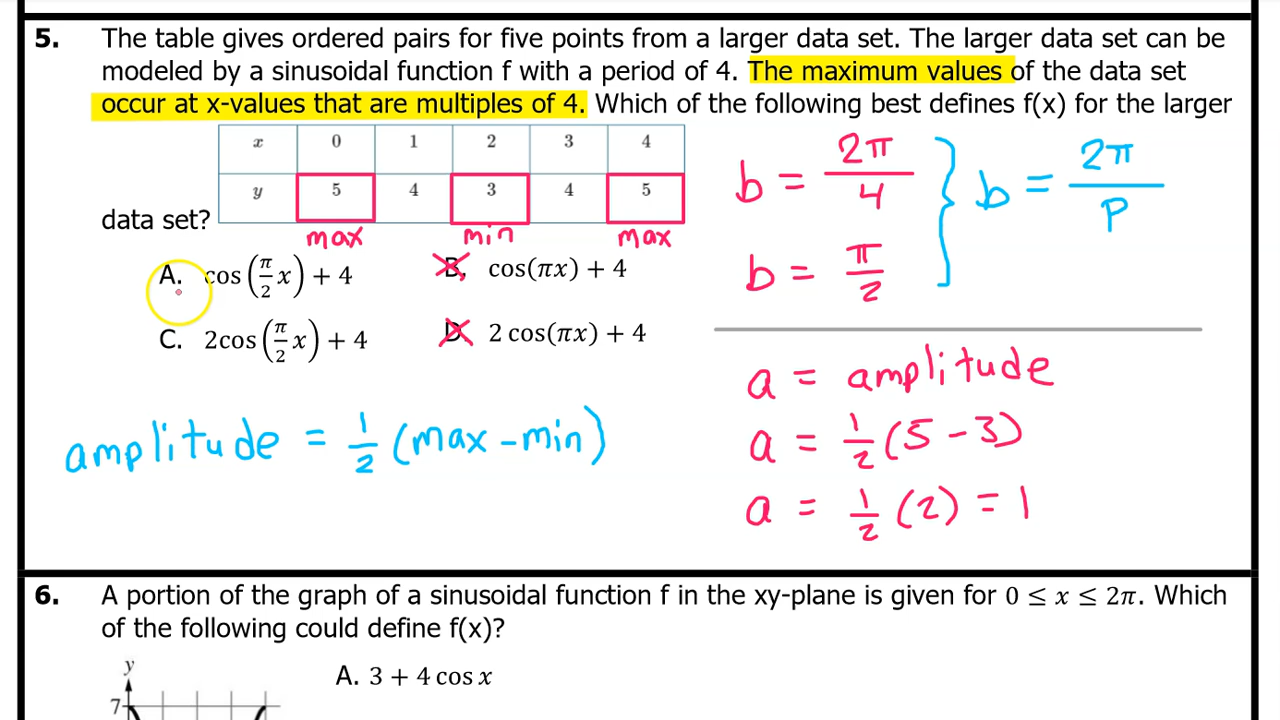 5. The table gives ordered pairs for five points from a larger data set. The larger data set can be
modeled by a sinusoidal function f with a period of 4. The maximum values of the data set
occur at x-values that are multiples of 4. Which of the following best defines f(x) for the larger
x 0 1 2 3 4
y 5 4 3 4 5
data set?
max min max
A. cos(π/2 x) + 4 B. cos(πx) + 4
C. 2cos(π/2 x) + 4 D. 2 cos(πx) + 4
b = 2π/4
b = π/2
b = 2π/P
a = amplitude
a = 1/2 (5 - 3)
a = 1/2 (2) = 1
amplitude = 1/2 (max - min)
6. A portion of the graph of a sinusoidal function f in the xy-plane is given for 0 ≤ x ≤ 2π. Which
of the following could define f(x)?
y
7
A. 3 + 4 cos x